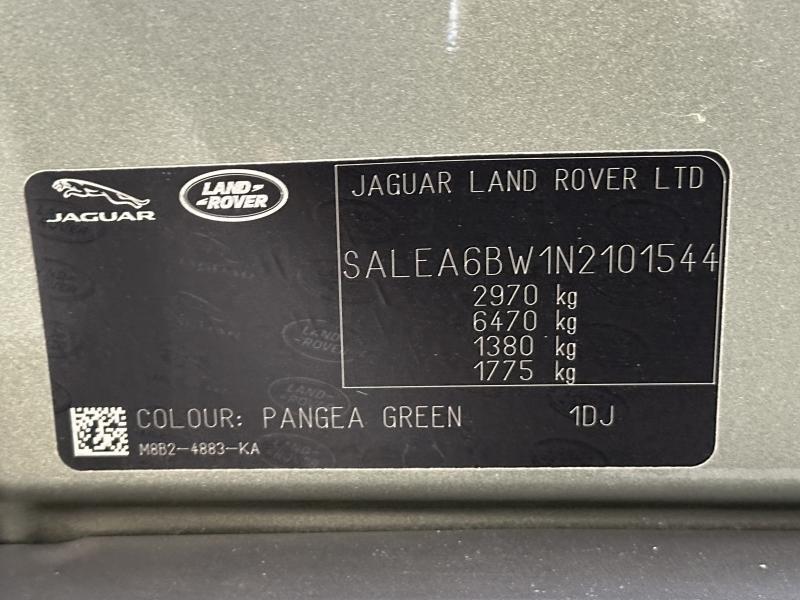 JAGUAR
LAND-
-ROVER
JAGUAR LAND ROVER LTD
SALEA6BW1N2101544
2970 kg
6470 kg
1380 kg
1775 kg
COLOUR: PANGEA GREEN 1DJ
M8B2-4883-KA